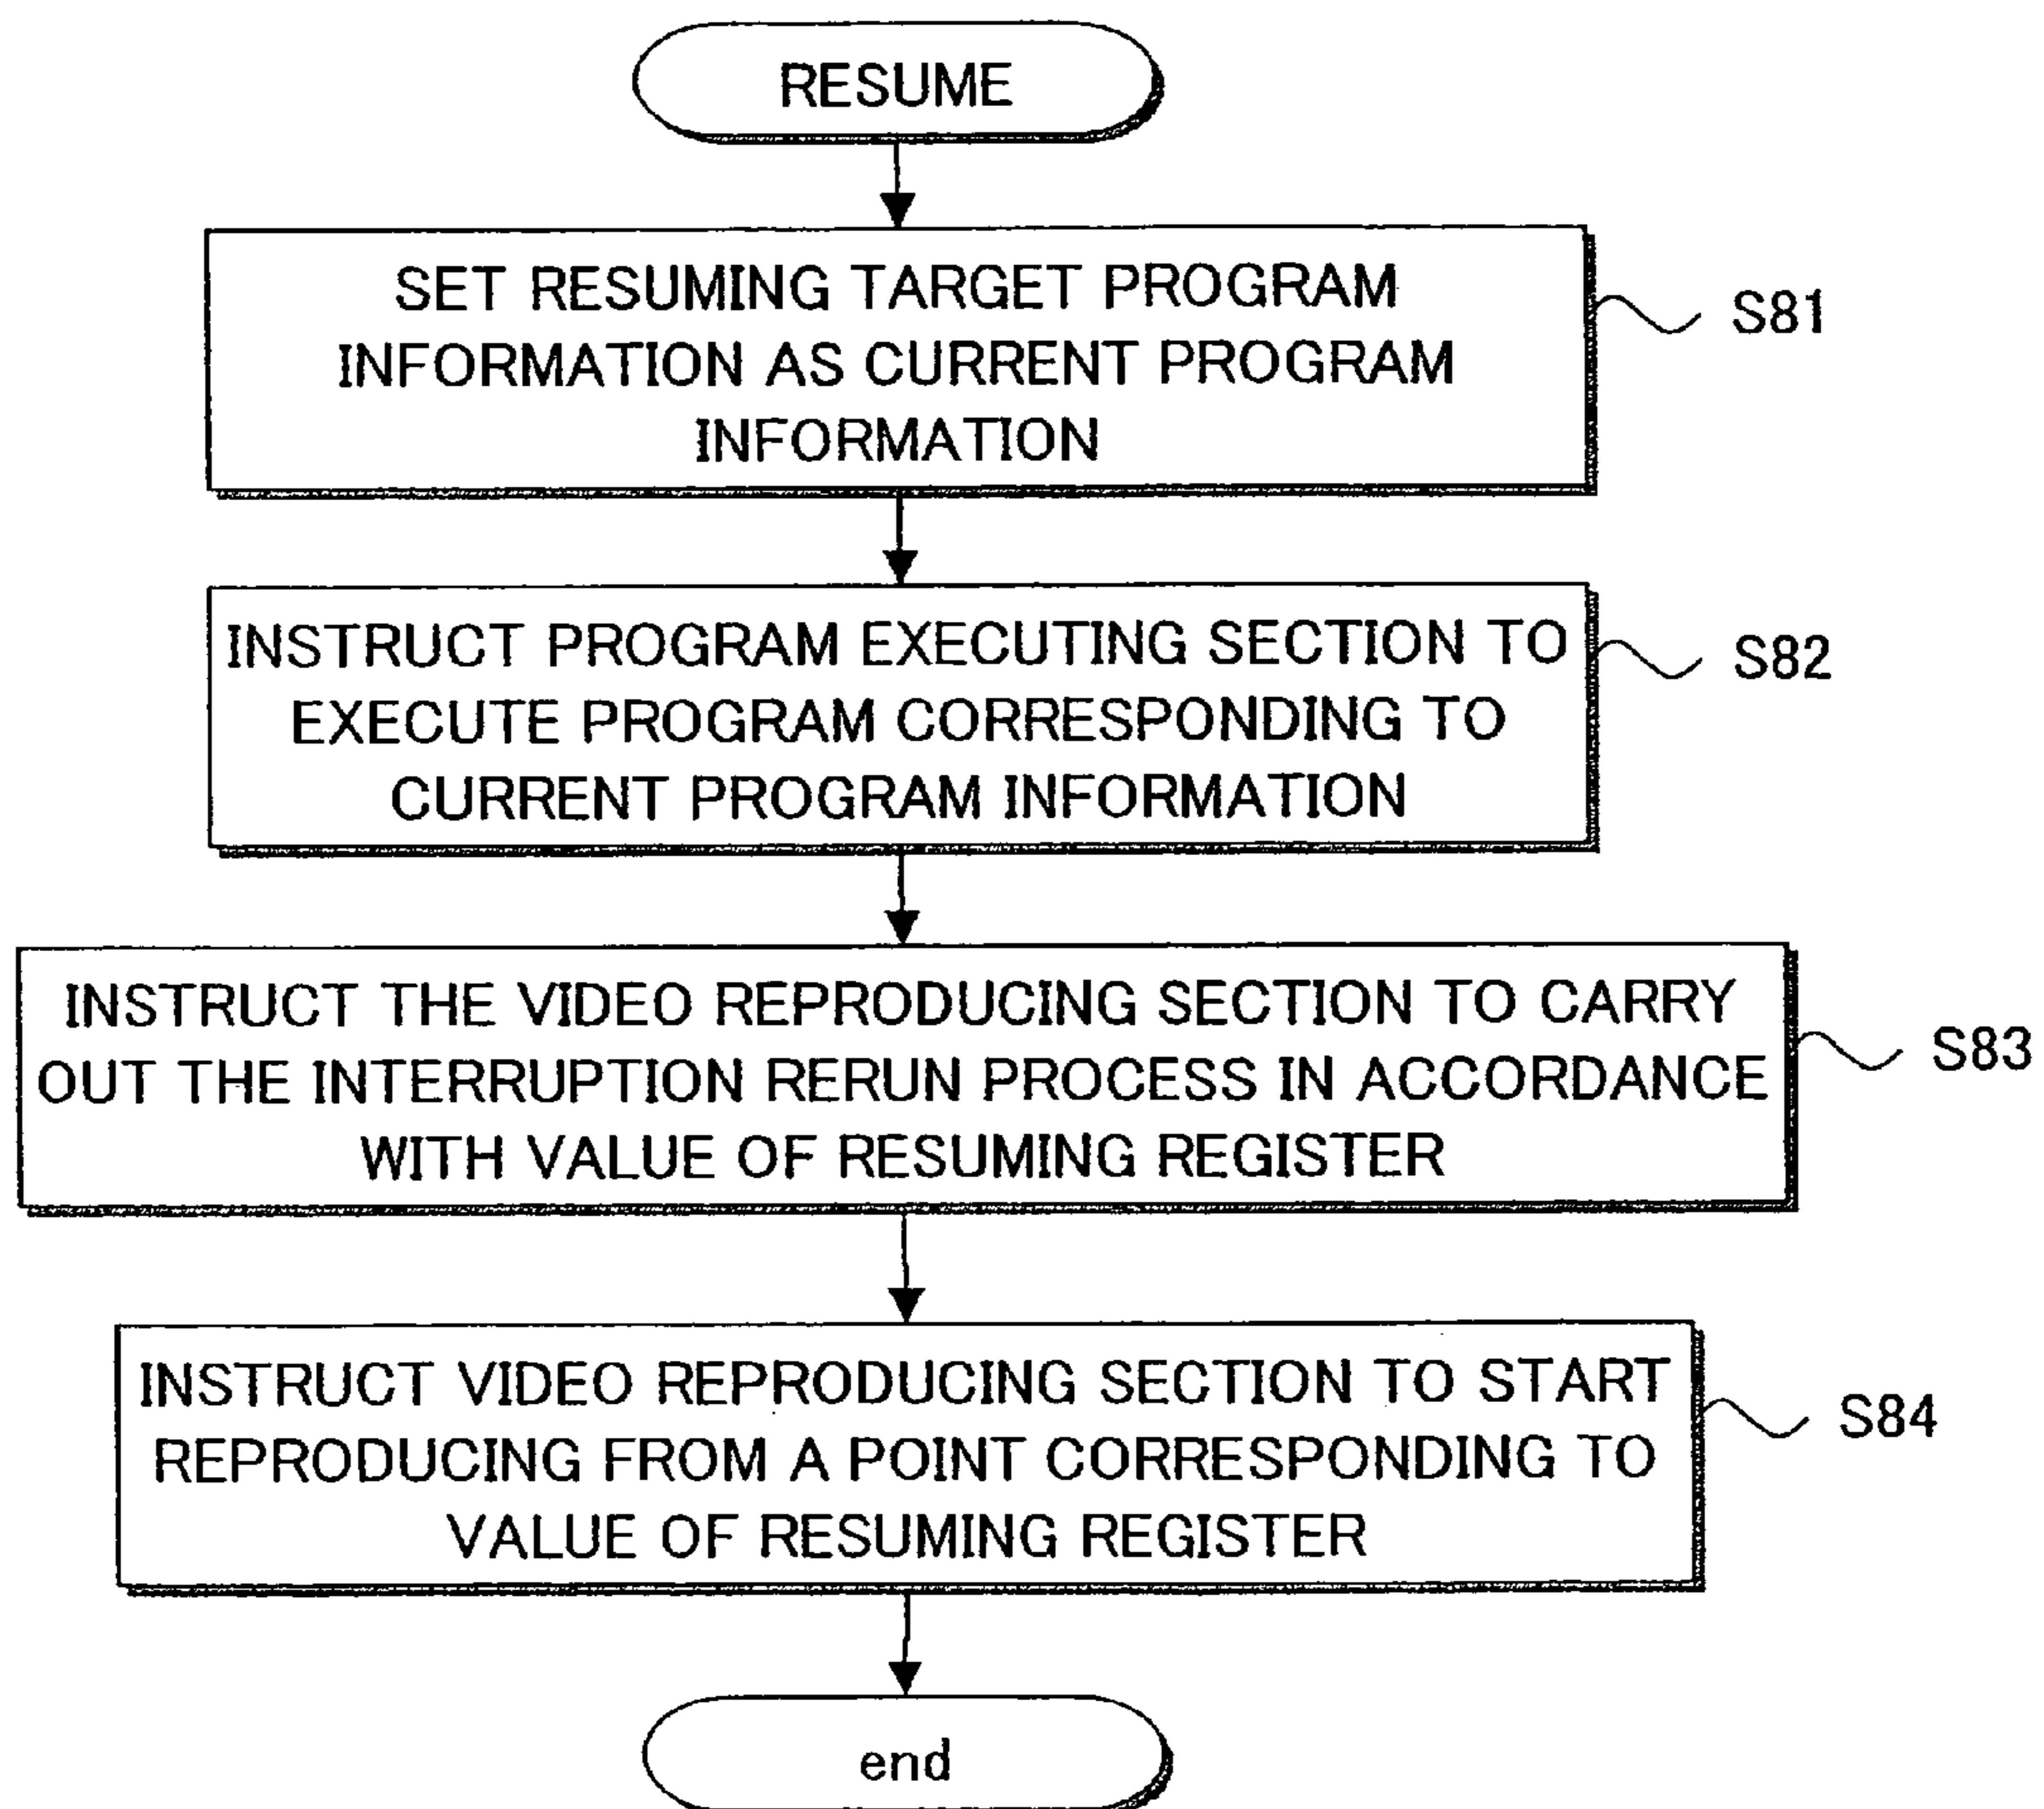 RESUME
SET RESUMING TARGET PROGRAM
INFORMATION AS CURRENT PROGRAM
INFORMATION
S81
INSTRUCT PROGRAM EXECUTING SECTION TO
EXECUTE PROGRAM CORRESPONDING TO
CURRENT PROGRAM INFORMATION
S82
INSTRUCT THE VIDEO REPRODUCING SECTION TO CARRY
OUT THE INTERRUPTION RERUN PROCESS IN ACCORDANCE
WITH VALUE OF RESUMING REGISTER
S83
INSTRUCT VIDEO REPRODUCING SECTION TO START
REPRODUCING FROM A POINT CORRESPONDING TO
VALUE OF RESUMING REGISTER
S84
end